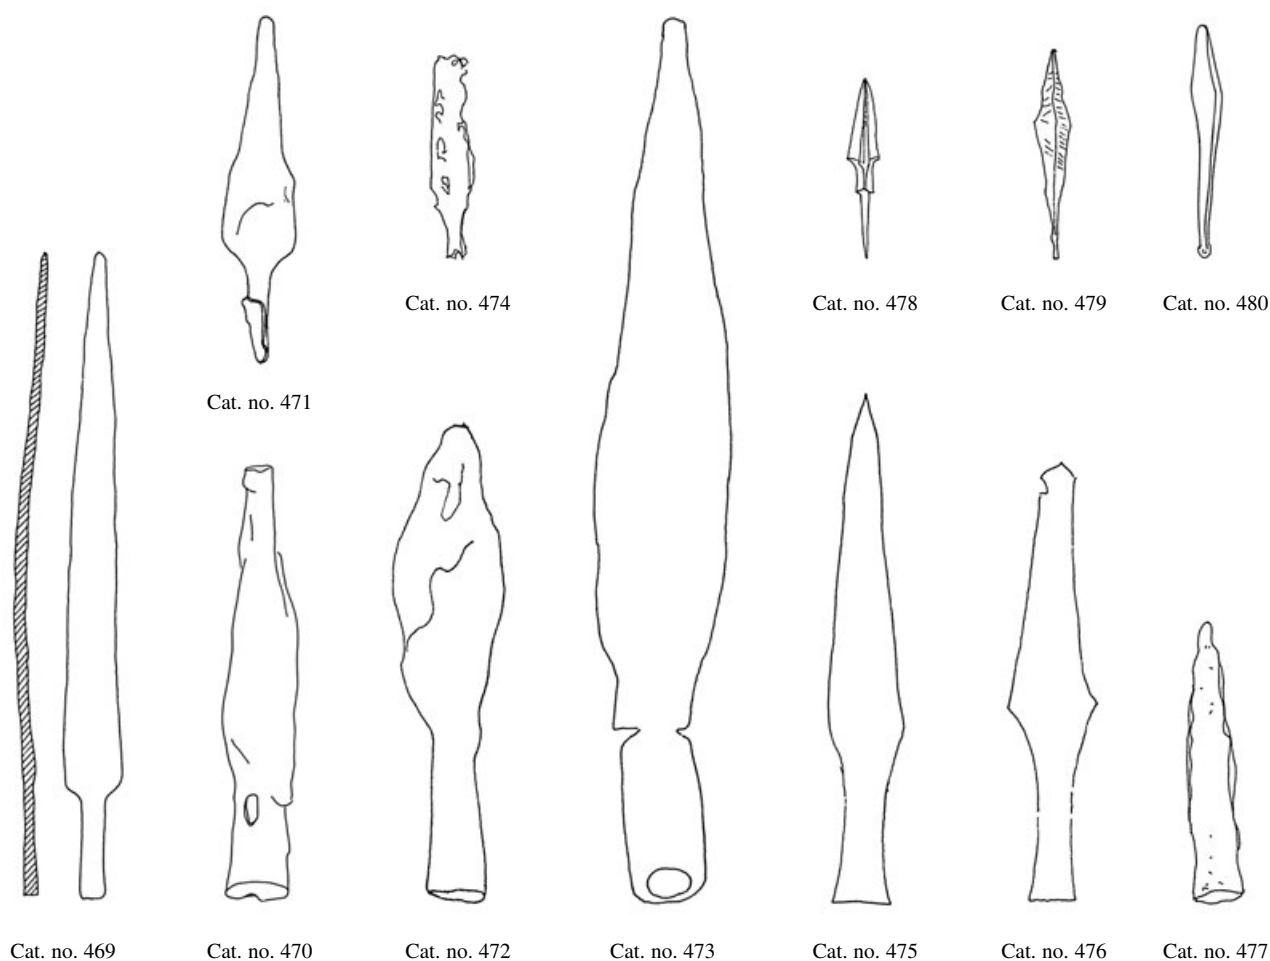 Cat. no. 474
Cat. no. 478
Cat. no. 479
Cat. no. 480
Cat. no. 471
Cat. no. 469
Cat. no. 470
Cat. no. 472
Cat. no. 473
Cat. no. 475
Cat. no. 476
Cat. no. 477